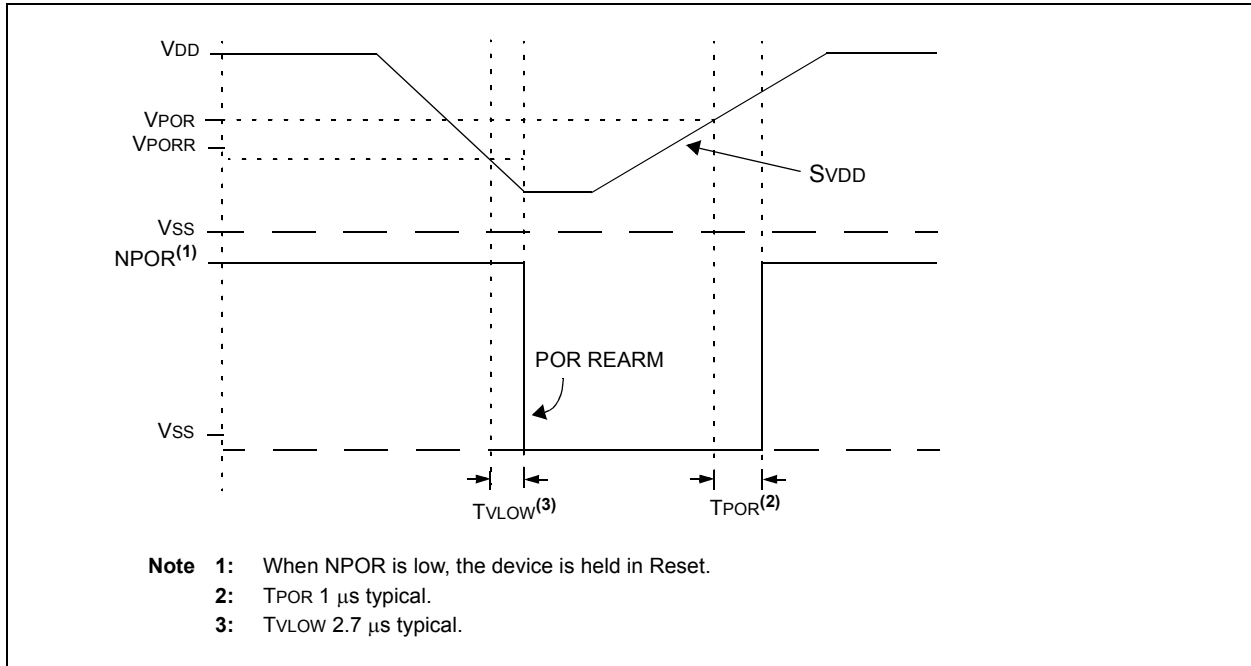 VDD
VPOR
VPORR
SVDD
VSS
NPOR(1)
POR REARM
VSS
TVLOW(3)
TPOR(2)
Note 1: When NPOR is low, the device is held in Reset.
2: TPOR 1 μs typical.
3: TVLOW 2.7 μs typical.